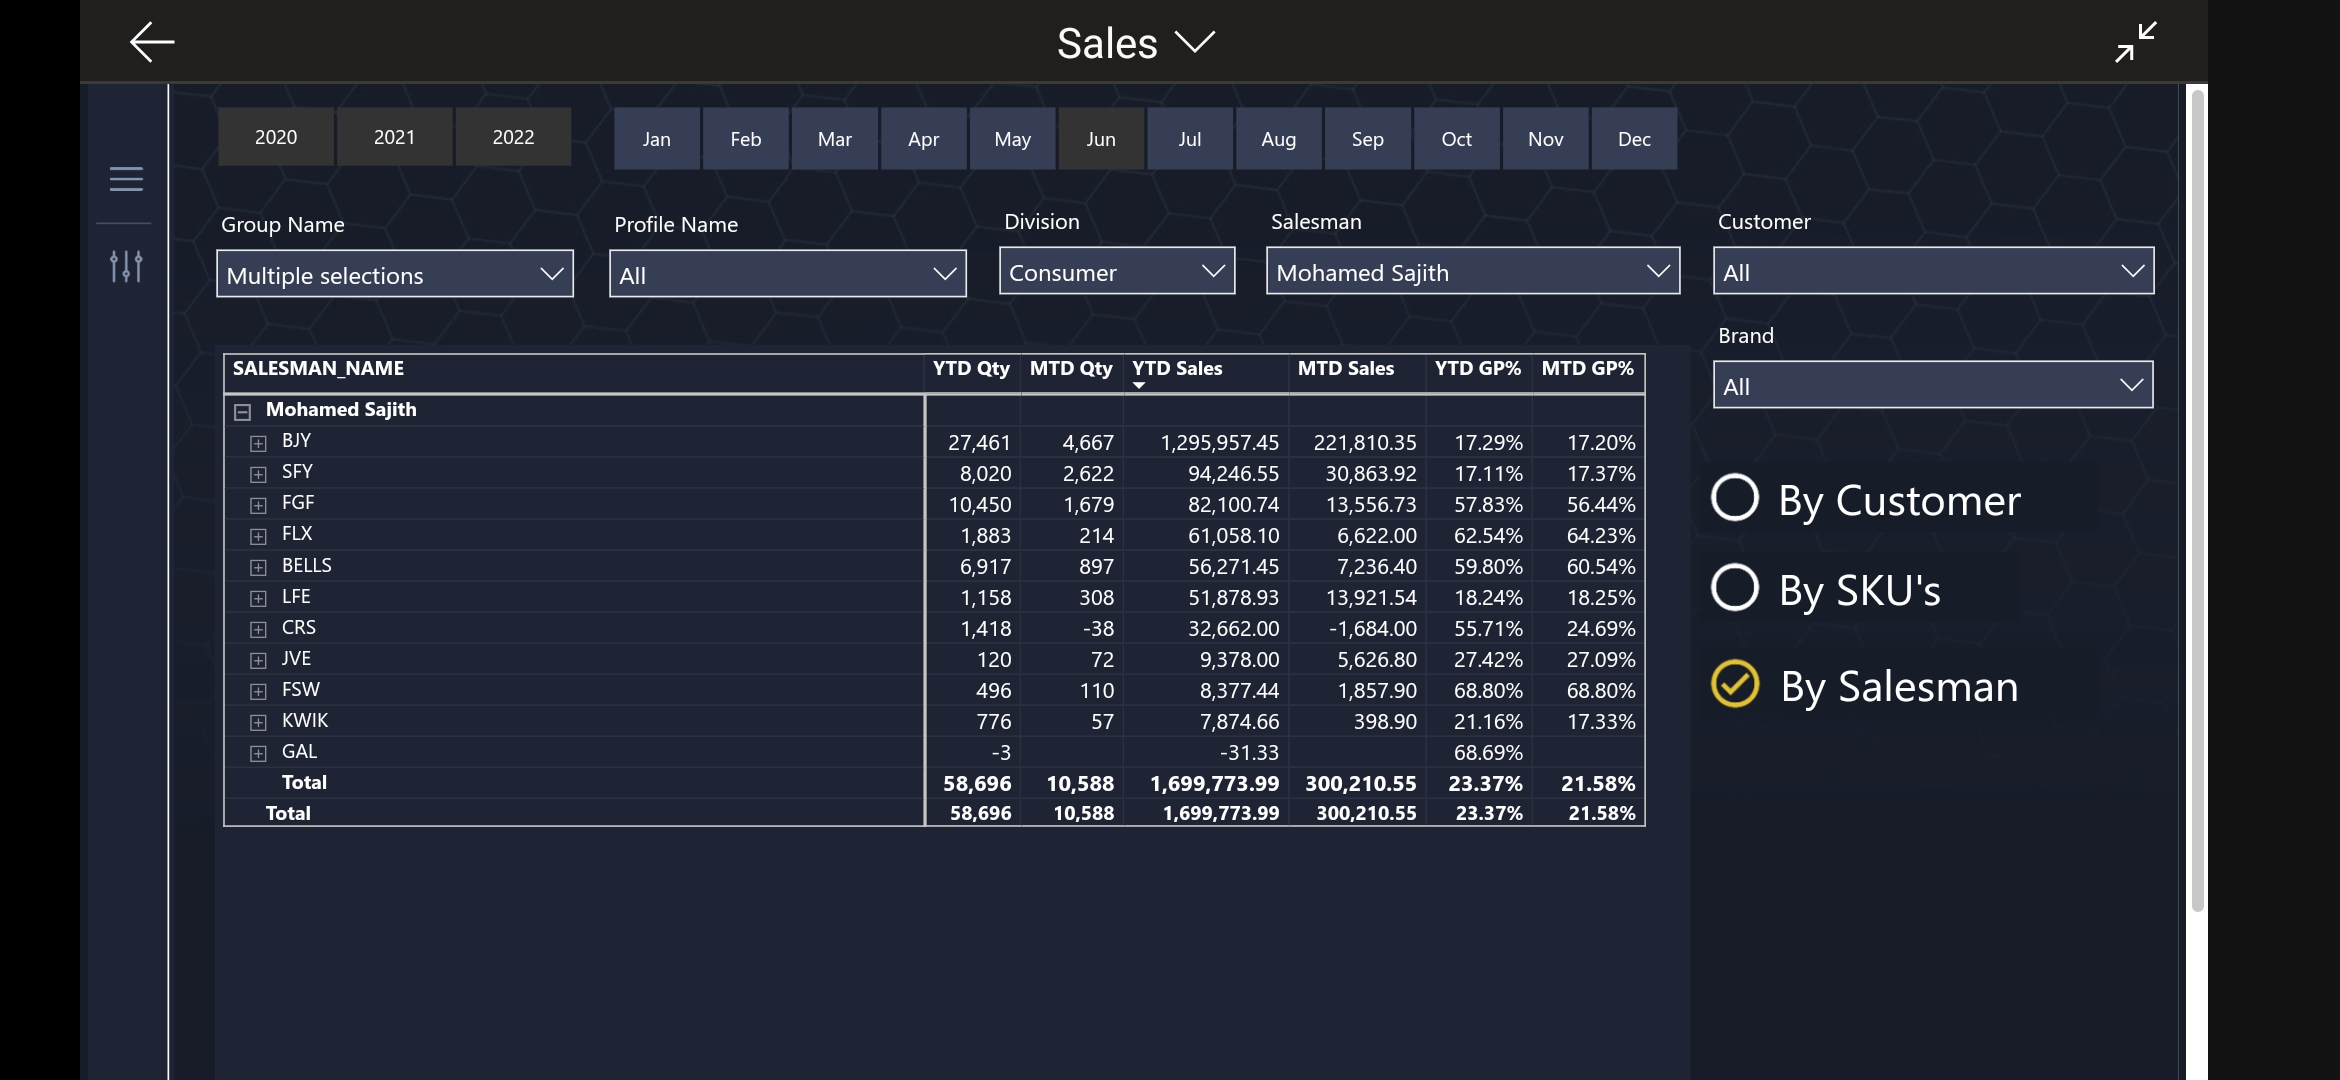 Sales
2020 2021 2022 Jan Feb Mar Apr May Jun Jul Aug Sep Oct Nov Dec
Group Name Profile Name Division Salesman Customer
Multiple selections All Consumer Mohamed Sajith All
Brand
All
SALESMAN_NAME YTD Qty MTD Qty YTD Sales MTD Sales YTD GP% MTD GP%
Mohamed Sajith
BJY 27,461 4,667 1,295,957.45 221,810.35 17.29% 17.20%
SFY 8,020 2,622 94,246.55 30,863.92 17.11% 17.37%
FGF 10,450 1,679 82,100.74 13,556.73 57.83% 56.44%
FLX 1,883 214 61,058.10 6,622.00 62.54% 64.23%
BELLS 6,917 897 56,271.45 7,236.40 59.80% 60.54%
LFE 1,158 308 51,878.93 13,921.54 18.24% 18.25%
CRS 1,418 -38 32,662.00 -1,684.00 55.71% 24.69%
JVE 120 72 9,378.00 5,626.80 27.42% 27.09%
FSW 496 110 8,377.44 1,857.90 68.80% 68.80%
KWIK 776 57 7,874.66 398.90 21.16% 17.33%
GAL -3 -31.33 68.69%
Total 58,696 10,588 1,699,773.99 300,210.55 23.37% 21.58%
Total 58,696 10,588 1,699,773.99 300,210.55 23.37% 21.58%
By Customer
By SKU's
By Salesman